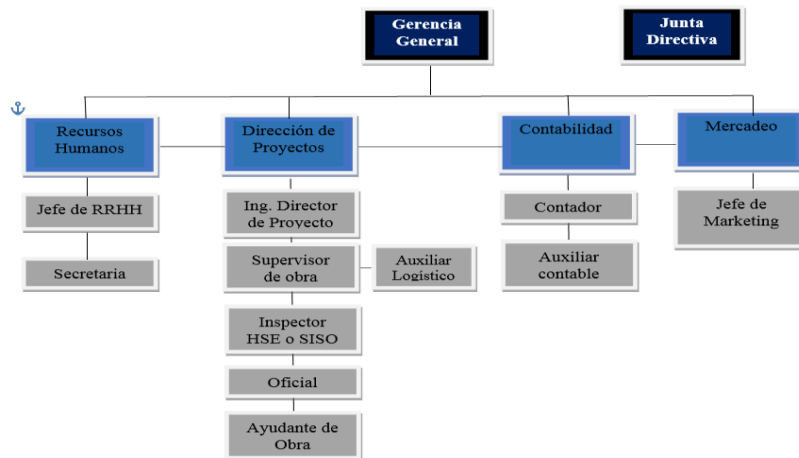 Gerencia
General
Junta
Directiva
Recursos
Humanos
Dirección de
Proyectos
Contabilidad
Mercadeo
Jefe de RRHH
Ing. Director
de Proyecto
Contador
Jefe de
Marketing
Secretaria
Supervisor
de obra
Auxiliar
Logístico
Auxiliar
contable
Inspector
HSE o SISO
Oficial
Ayudante de
Obra